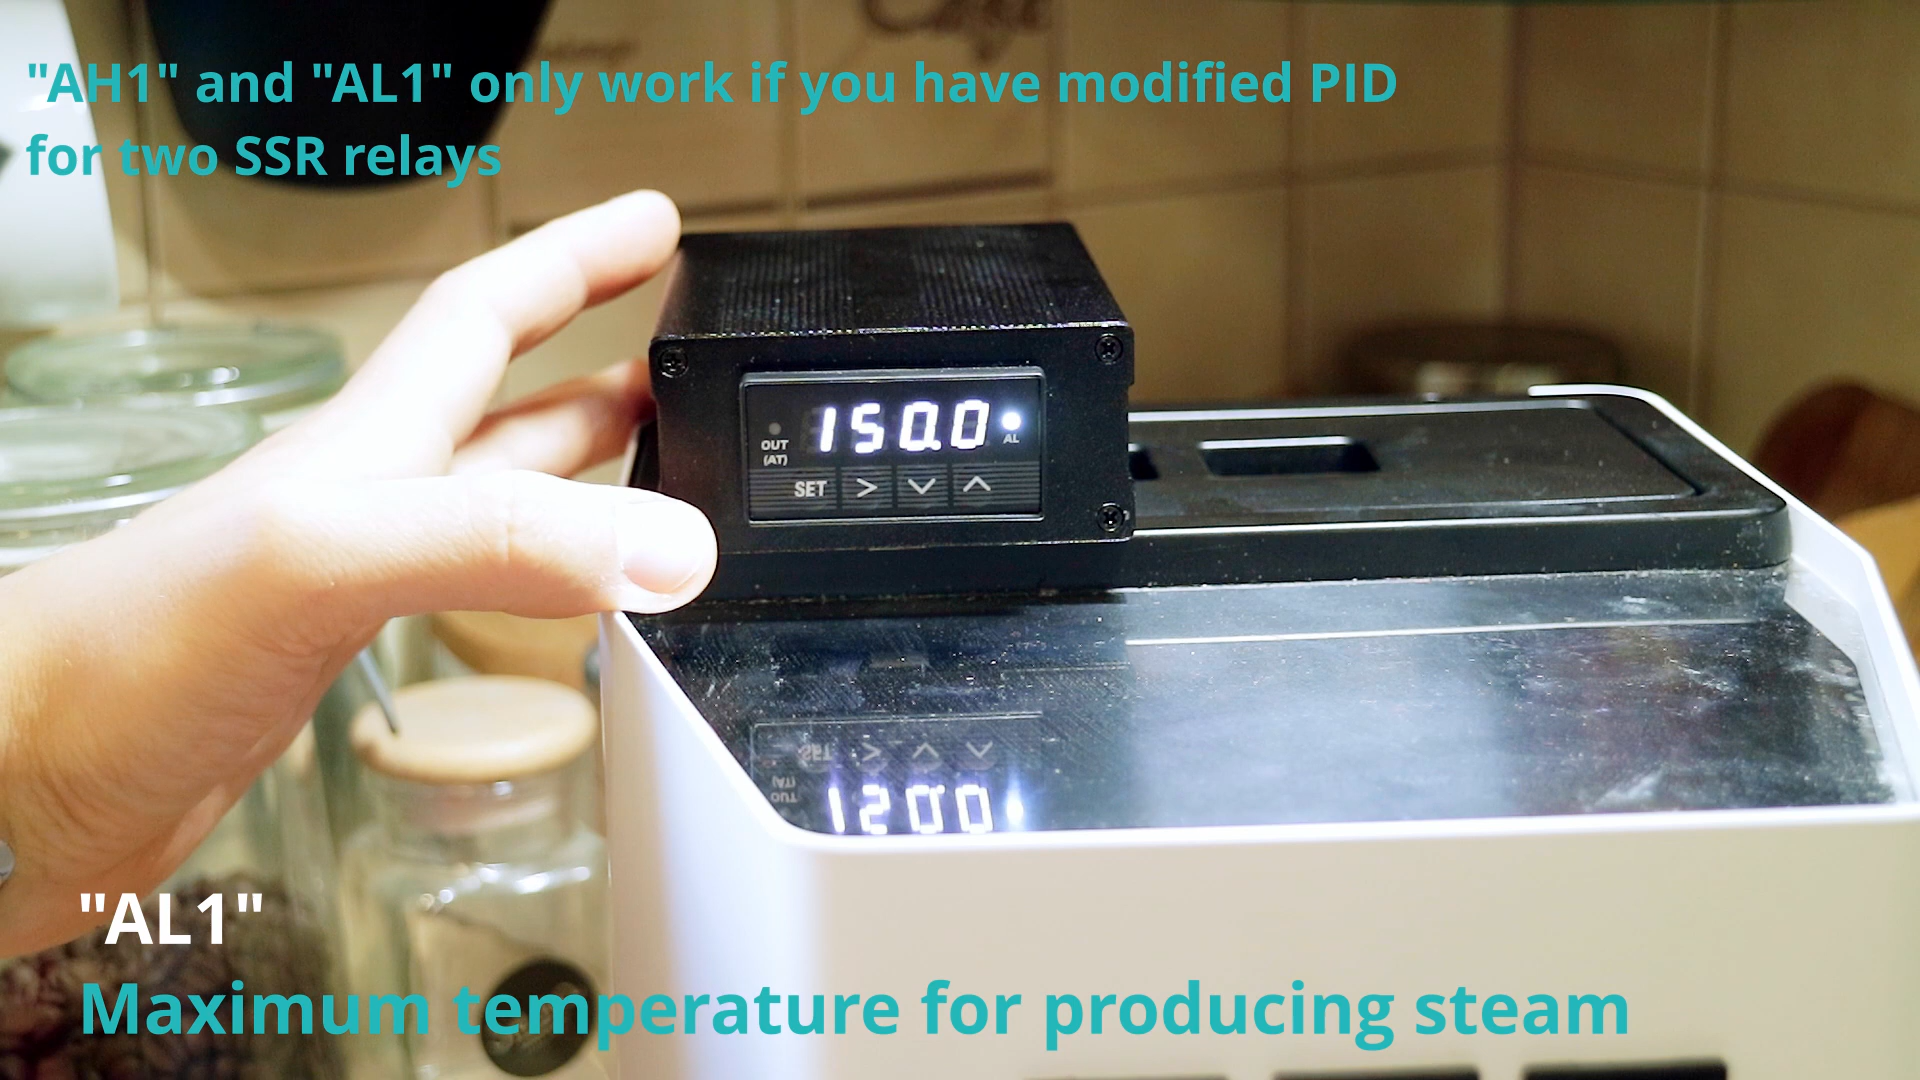 "AH1" and "AL1" only work if you have modified PID
for two SSR relays
150.0
AL
OUT
(AT)
SET > ∨ ∧
"AL1"
Maximum temperature for producing steam